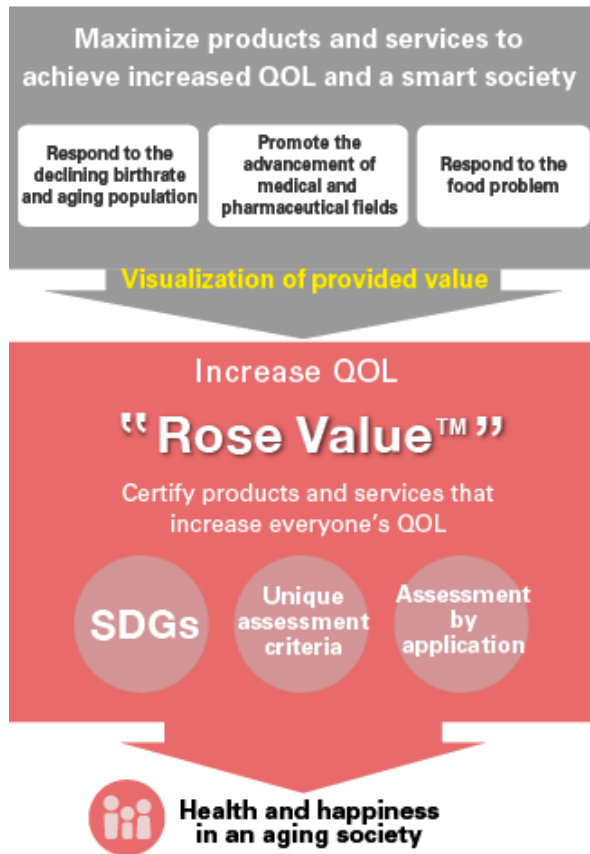 Maximize products and services to
achieve increased QOL and a smart society
Respond to the
declining birthrate
and aging population
Promote the
advancement of
medical and
pharmaceutical fields
Respond to the
food problem
Visualization of provided value
Increase QOL
“Rose Value™”
Certify products and services that
increase everyone’s QOL
SDGs
Unique
assessment
criteria
Assessment
by
application
Health and happiness
in an aging society